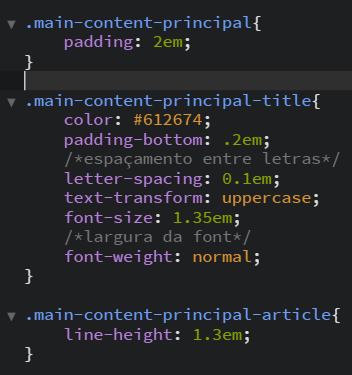 .main-content-principal{
padding: 2em;
}
.main-content-principal-title{
color: #612674;
padding-bottom: .2em;
/*espaçamento entre letras*/
letter-spacing: 0.1em;
text-transform: uppercase;
font-size: 1.35em;
/*largura da font*/
font-weight: normal;
}
.main-content-principal-article{
line-height: 1.3em;
}